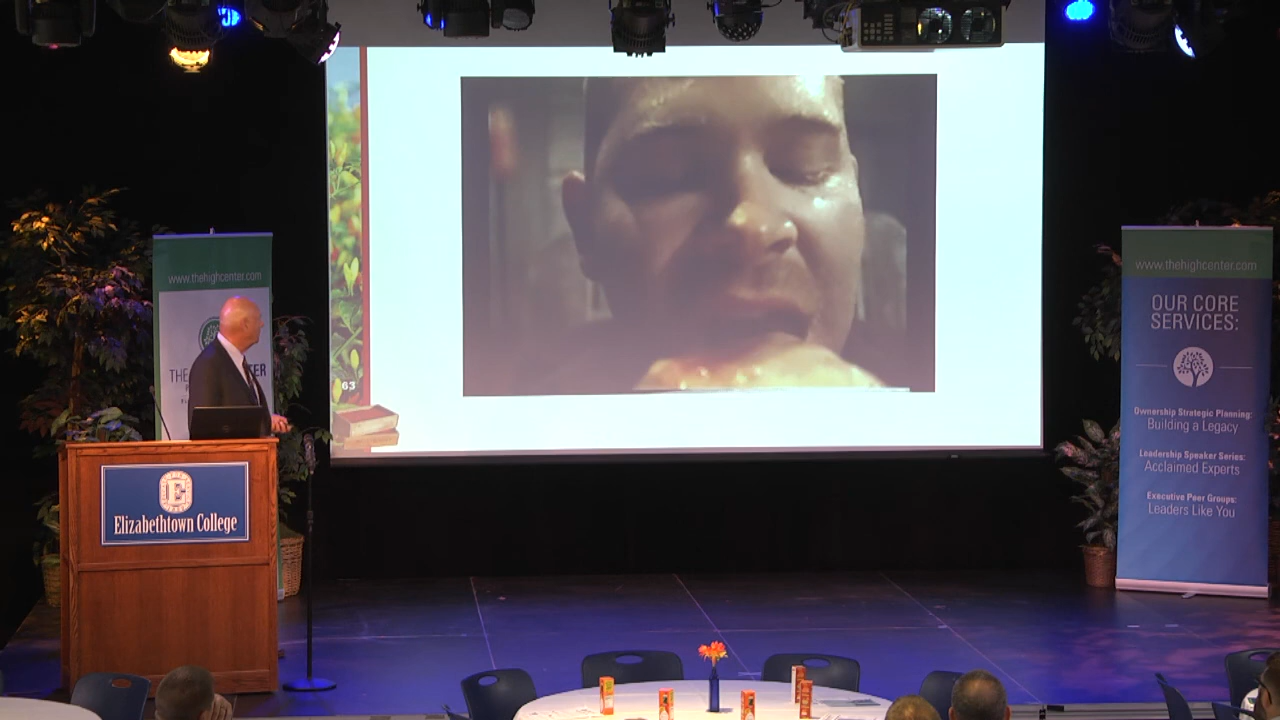 www.thehighcenter.com
THE
ER
63
E
Elizabethtown College
www.thehighcenter.com
OUR CORE
SERVICES:
Ownership Strategic Planning:
Building a Legacy
Leadership Speaker Series:
Acclaimed Experts
Executive Peer Groups:
Leaders Like You